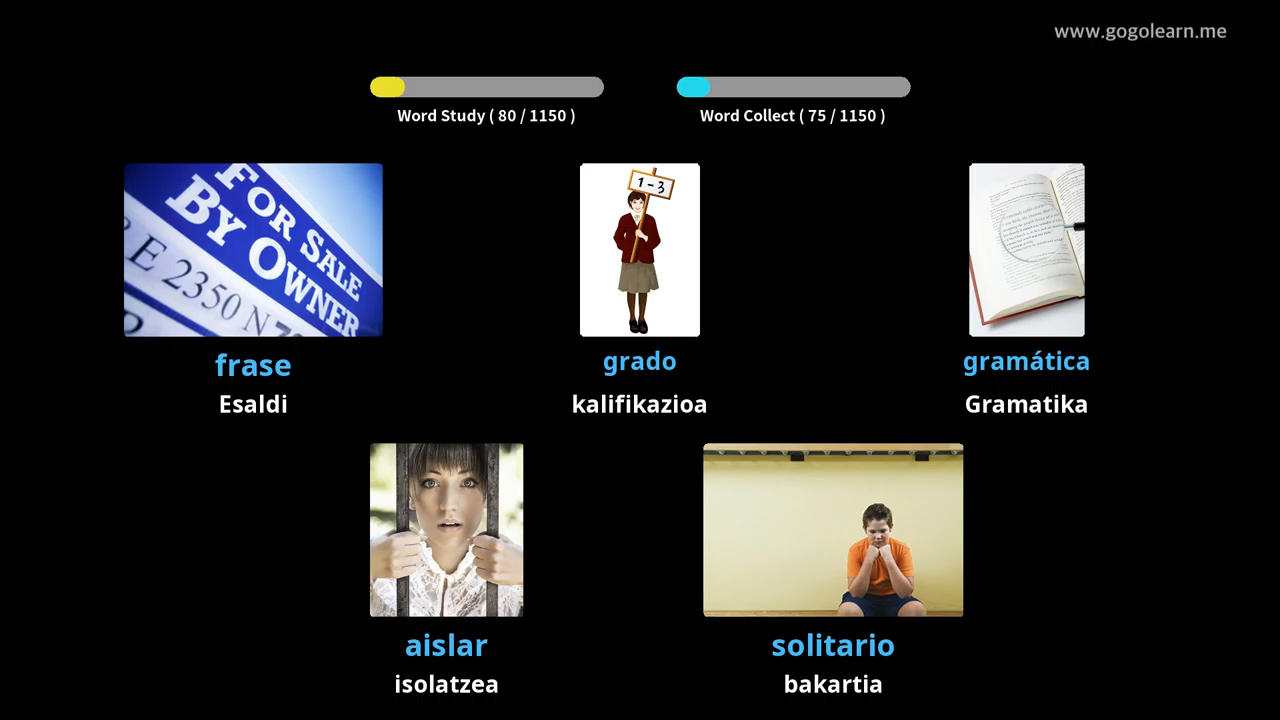 www.gogolearn.me
Word Study ( 80 / 1150 )
Word Collect ( 75 / 1150 )
FOR SALE
BY OWNER
E 2350 N
1 - 3
frase
grado
gramática
Esaldi
kalifikazioa
Gramatika
aislar
solitario
isolatzea
bakartia